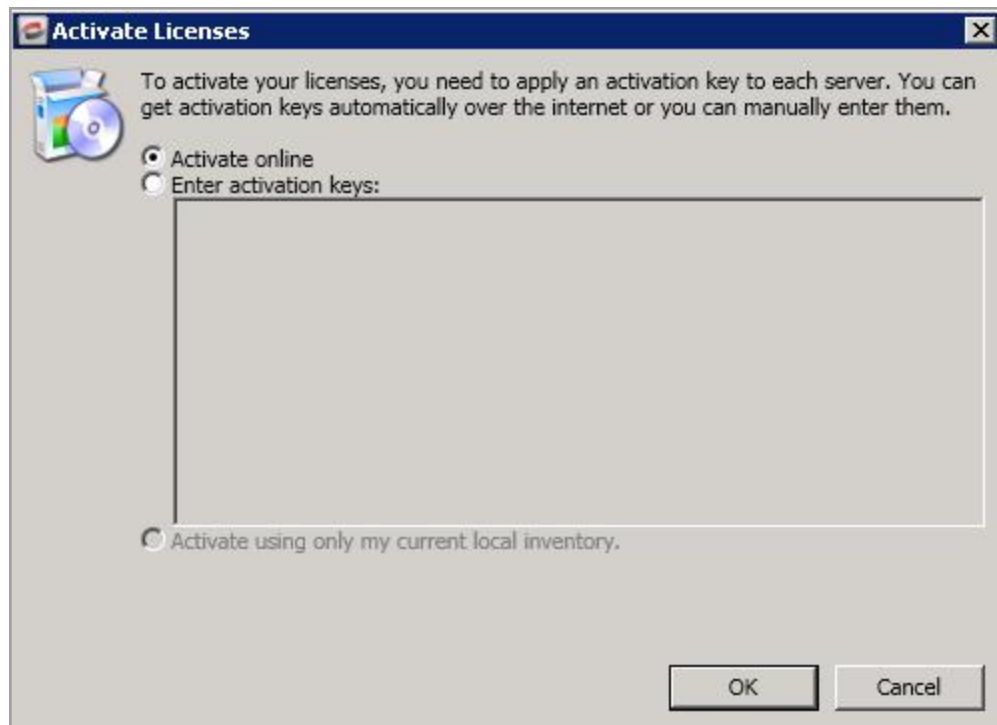 Activate Licenses
To activate your licenses, you need to apply an activation key to each server. You can
get activation keys automatically over the internet or you can manually enter them.
Activate online
Enter activation keys:
Activate using only my current local inventory.
OK
Cancel